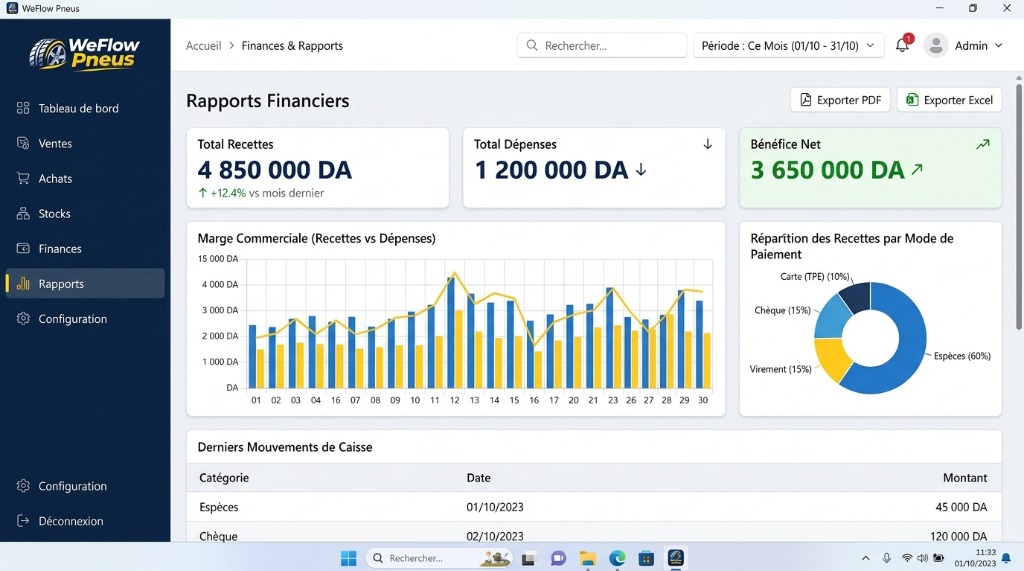 WeFlow Pneus
WeFlow
Pneus
Accueil > Finances & Rapports
Rechercher...
Période : Ce Mois (01/10 - 31/10)
1
Admin
Tableau de bord
Ventes
Achats
Stocks
Finances
Rapports
Configuration
Configuration
Déconnexion
Rapports Financiers
Exporter PDF
Exporter Excel
Total Recettes
4 850 000 DA
↑ +12.4% vs mois dernier
Total Dépenses ↓
1 200 000 DA ↓
Bénéfice Net
3 650 000 DA
Marge Commerciale (Recettes vs Dépenses)
15 000 DA
4 000 DA
3 000 DA
2 000 DA
1 000 DA
DA
01 02 03 04 16 07 08 09 10 11 12 13 14 15 16 17 20 21 23 26 27 28 29 30
Répartition des Recettes par Mode de
Paiement
Carte (TPE) (10%)
Chèque (15%)
Virement (15%)
Espèces (60%)
Derniers Mouvements de Caisse
Catégorie Date Montant
Espèces 01/10/2023 45 000 DA
Chèque 02/10/2023 120 000 DA
Rechercher...
11:33
01/10/2023